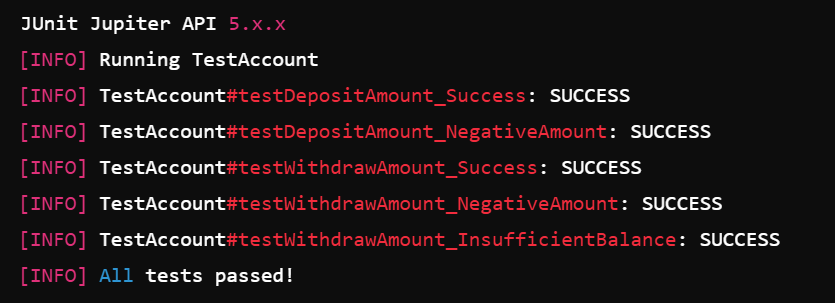 JUnit Jupiter API 5.x.x
[INFO] Running TestAccount
[INFO] TestAccount#testDepositAmount_Success: SUCCESS
[INFO] TestAccount#testDepositAmount_NegativeAmount: SUCCESS
[INFO] TestAccount#testWithdrawAmount_Success: SUCCESS
[INFO] TestAccount#testWithdrawAmount_NegativeAmount: SUCCESS
[INFO] TestAccount#testWithdrawAmount_InsufficientBalance: SUCCESS
[INFO] All tests passed!